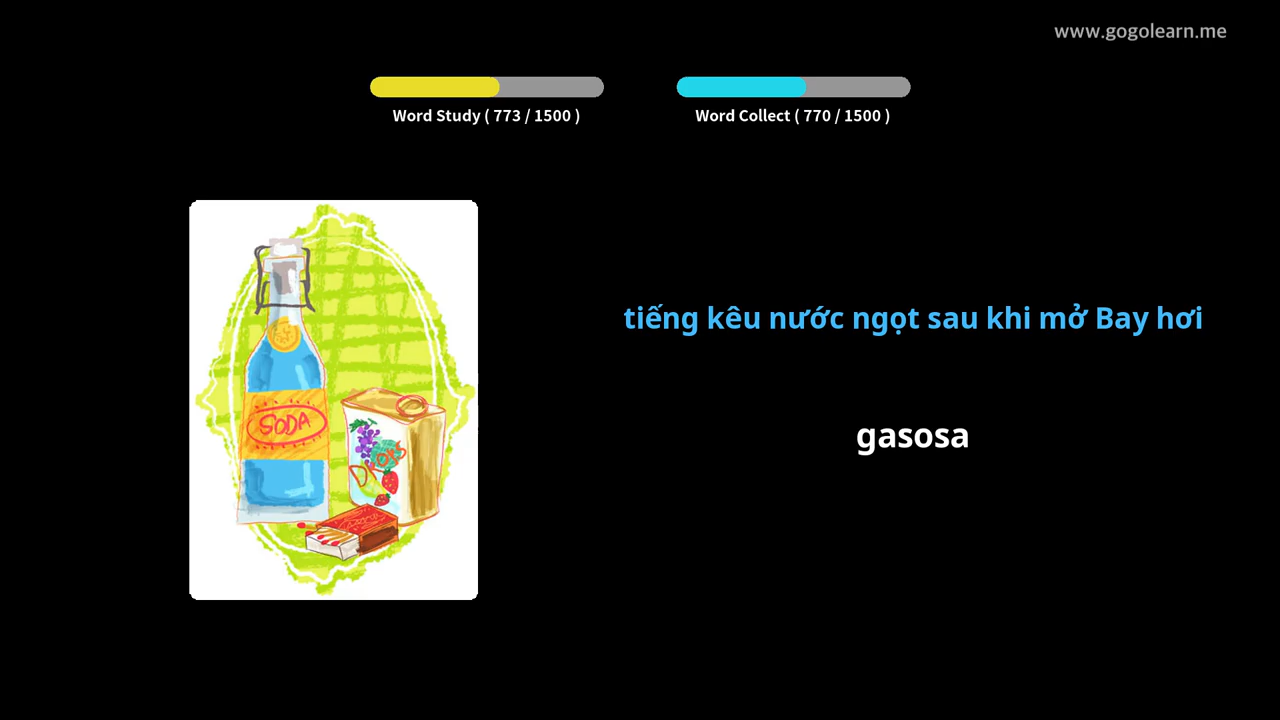 www.gogolearn.me
Word Study ( 773 / 1500 )
Word Collect ( 770 / 1500 )
tiếng kêu nước ngọt sau khi mở Bay hơi
gasosa
SODA
Drops